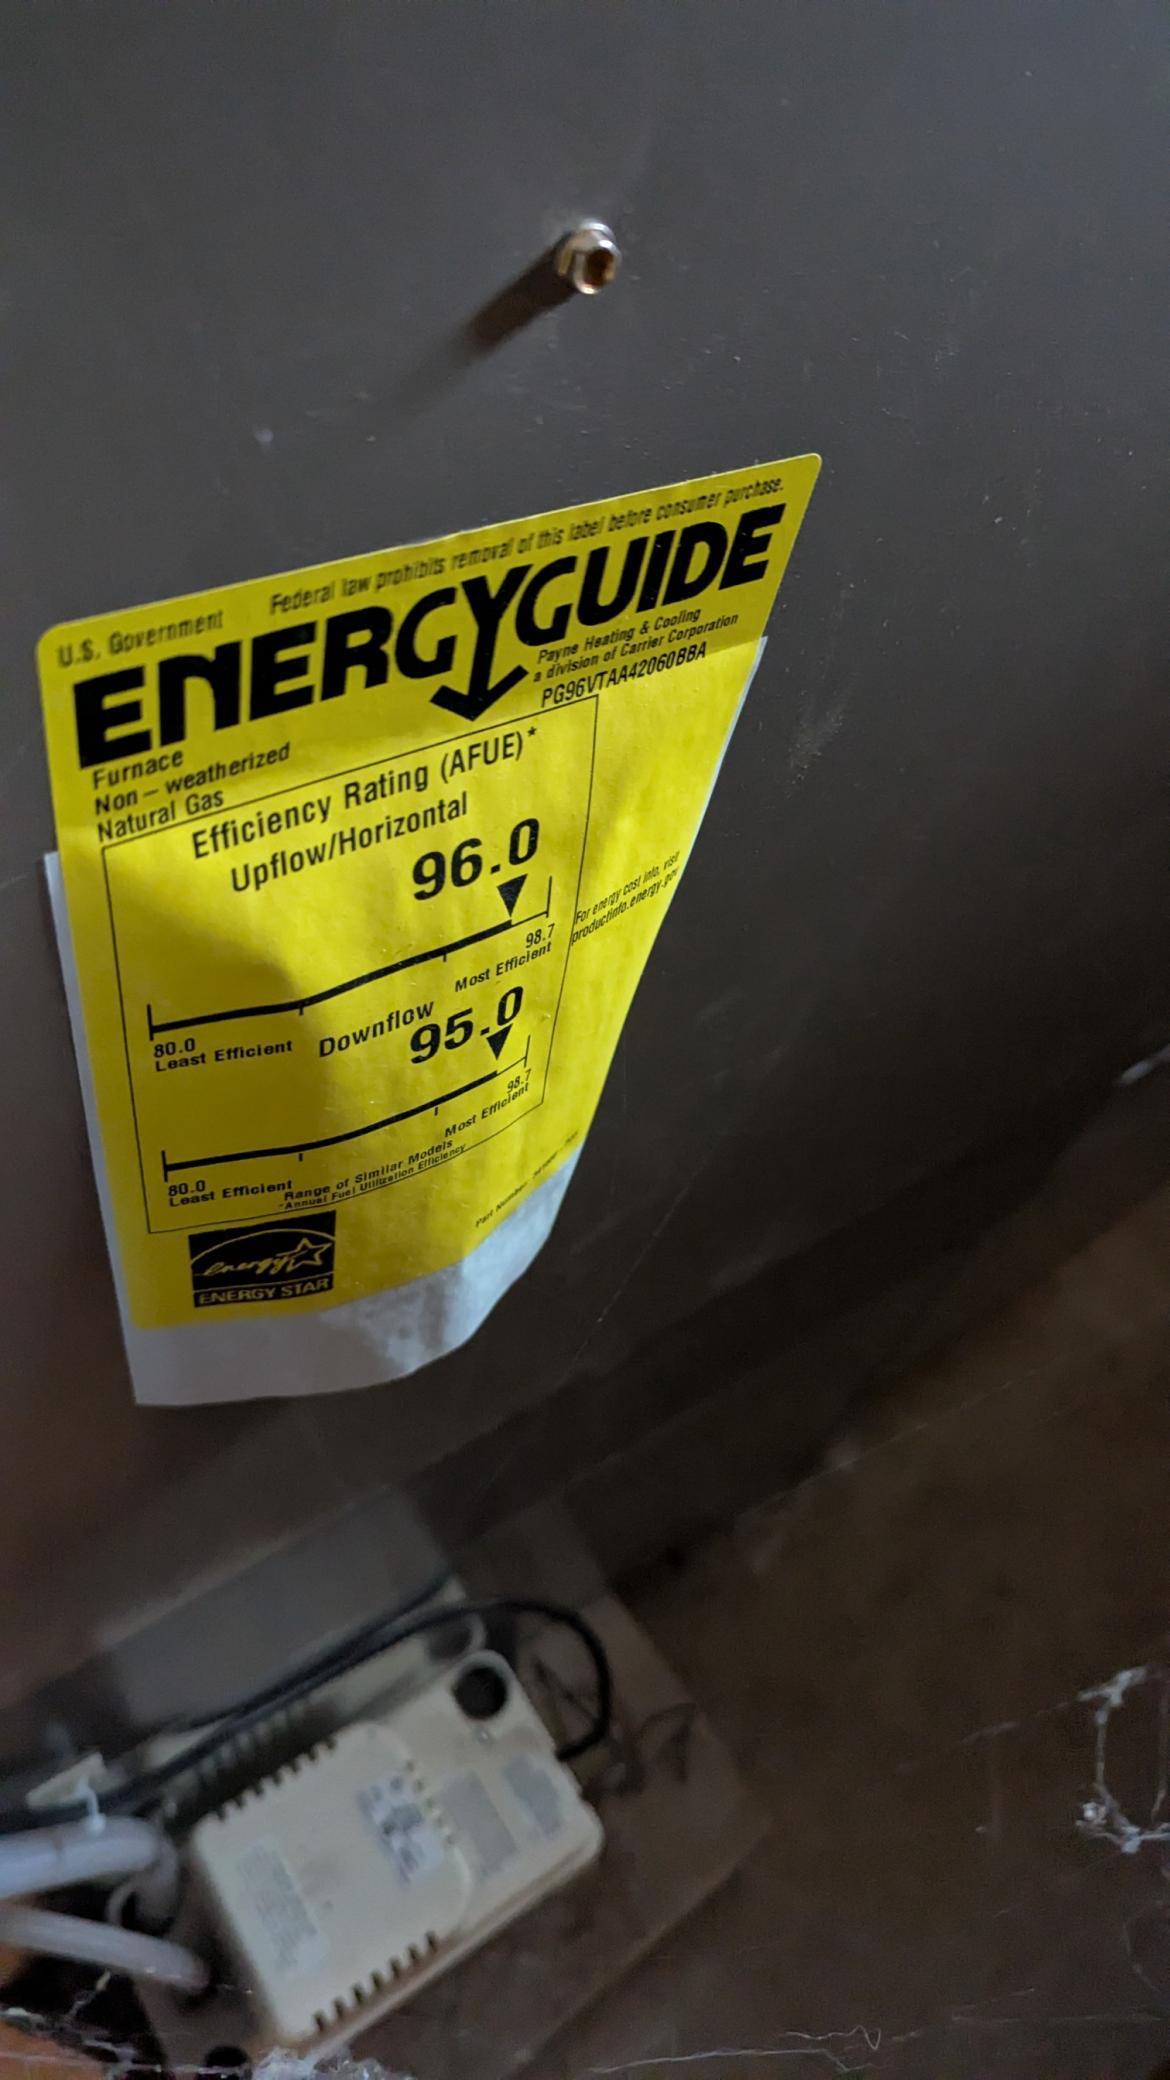 U.S. Government
Federal law prohibits removal of this label before consumer purchase.
ENERGYGUIDE
Furnace
Non – weatherized
Natural Gas
Payne Heating & Cooling
a division of Carrier Corporation
PG96VTAA42060BBA
Efficiency Rating (AFUE)*
Upflow/Horizontal
96.0
80.0
Least Efficient
98.7
Most Efficient
Downflow
95.0
80.0
Least Efficient
98.7
Most Efficient
Range of Similar Models
*Annual Fuel Utilization Efficiency
For energy cost info, visit
productinfo.energy.gov
Part Number:
energy
ENERGY STAR